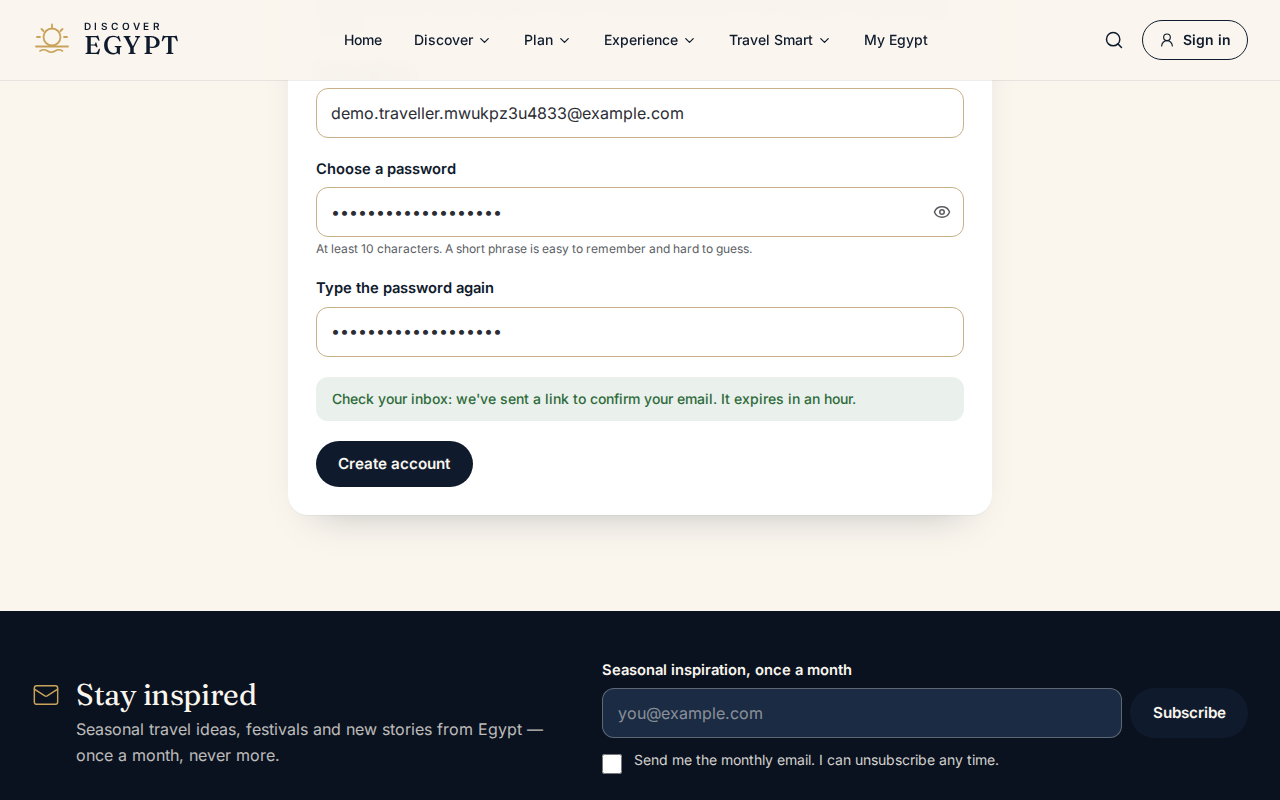 DISCOVER
EGYPT
Home
Discover
Plan
Experience
Travel Smart
My Egypt
Sign in
demo.traveller.mwukpz3u4833@example.com
Choose a password
•••••••••••••••••••
At least 10 characters. A short phrase is easy to remember and hard to guess.
Type the password again
•••••••••••••••••••
Check your inbox: we've sent a link to confirm your email. It expires in an hour.
Create account
Stay inspired
Seasonal travel ideas, festivals and new stories from Egypt —
once a month, never more.
Seasonal inspiration, once a month
you@example.com
Subscribe
Send me the monthly email. I can unsubscribe any time.